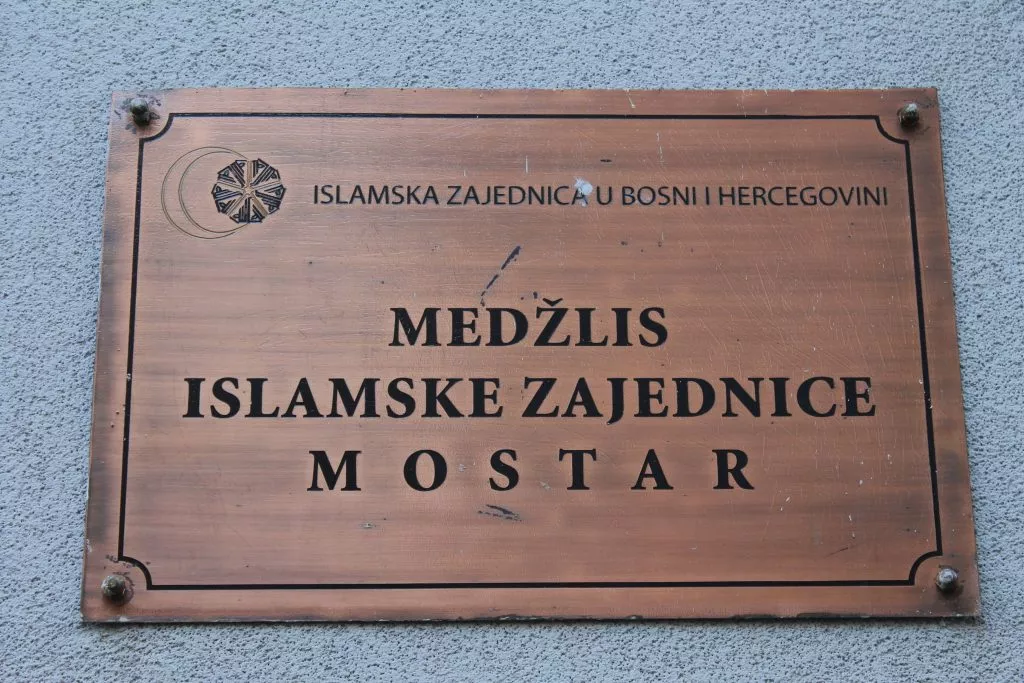 ISLAMSKA ZAJEDNICA U BOSNI I HERCEGOVINI
MEDŽLIS
ISLAMSKE ZAJEDNICE
MOSTAR